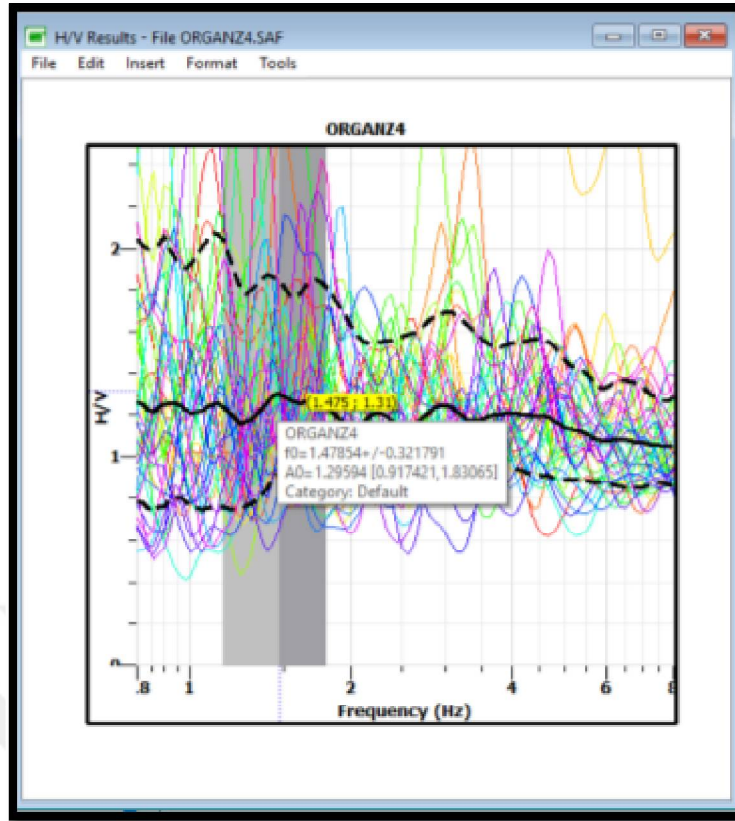 H/V Results - File ORGANZ4.SAF
File Edit Insert Format Tools
ORGANZ4
2
H/V
(1.475 ; 1.31)
ORGANZ4
f0=1.47854+/-0.321791
1
A0=1.29594 [0.917421,1.83065]
Category: Default
0
.8 1 2 4 6 8
Frequency (Hz)